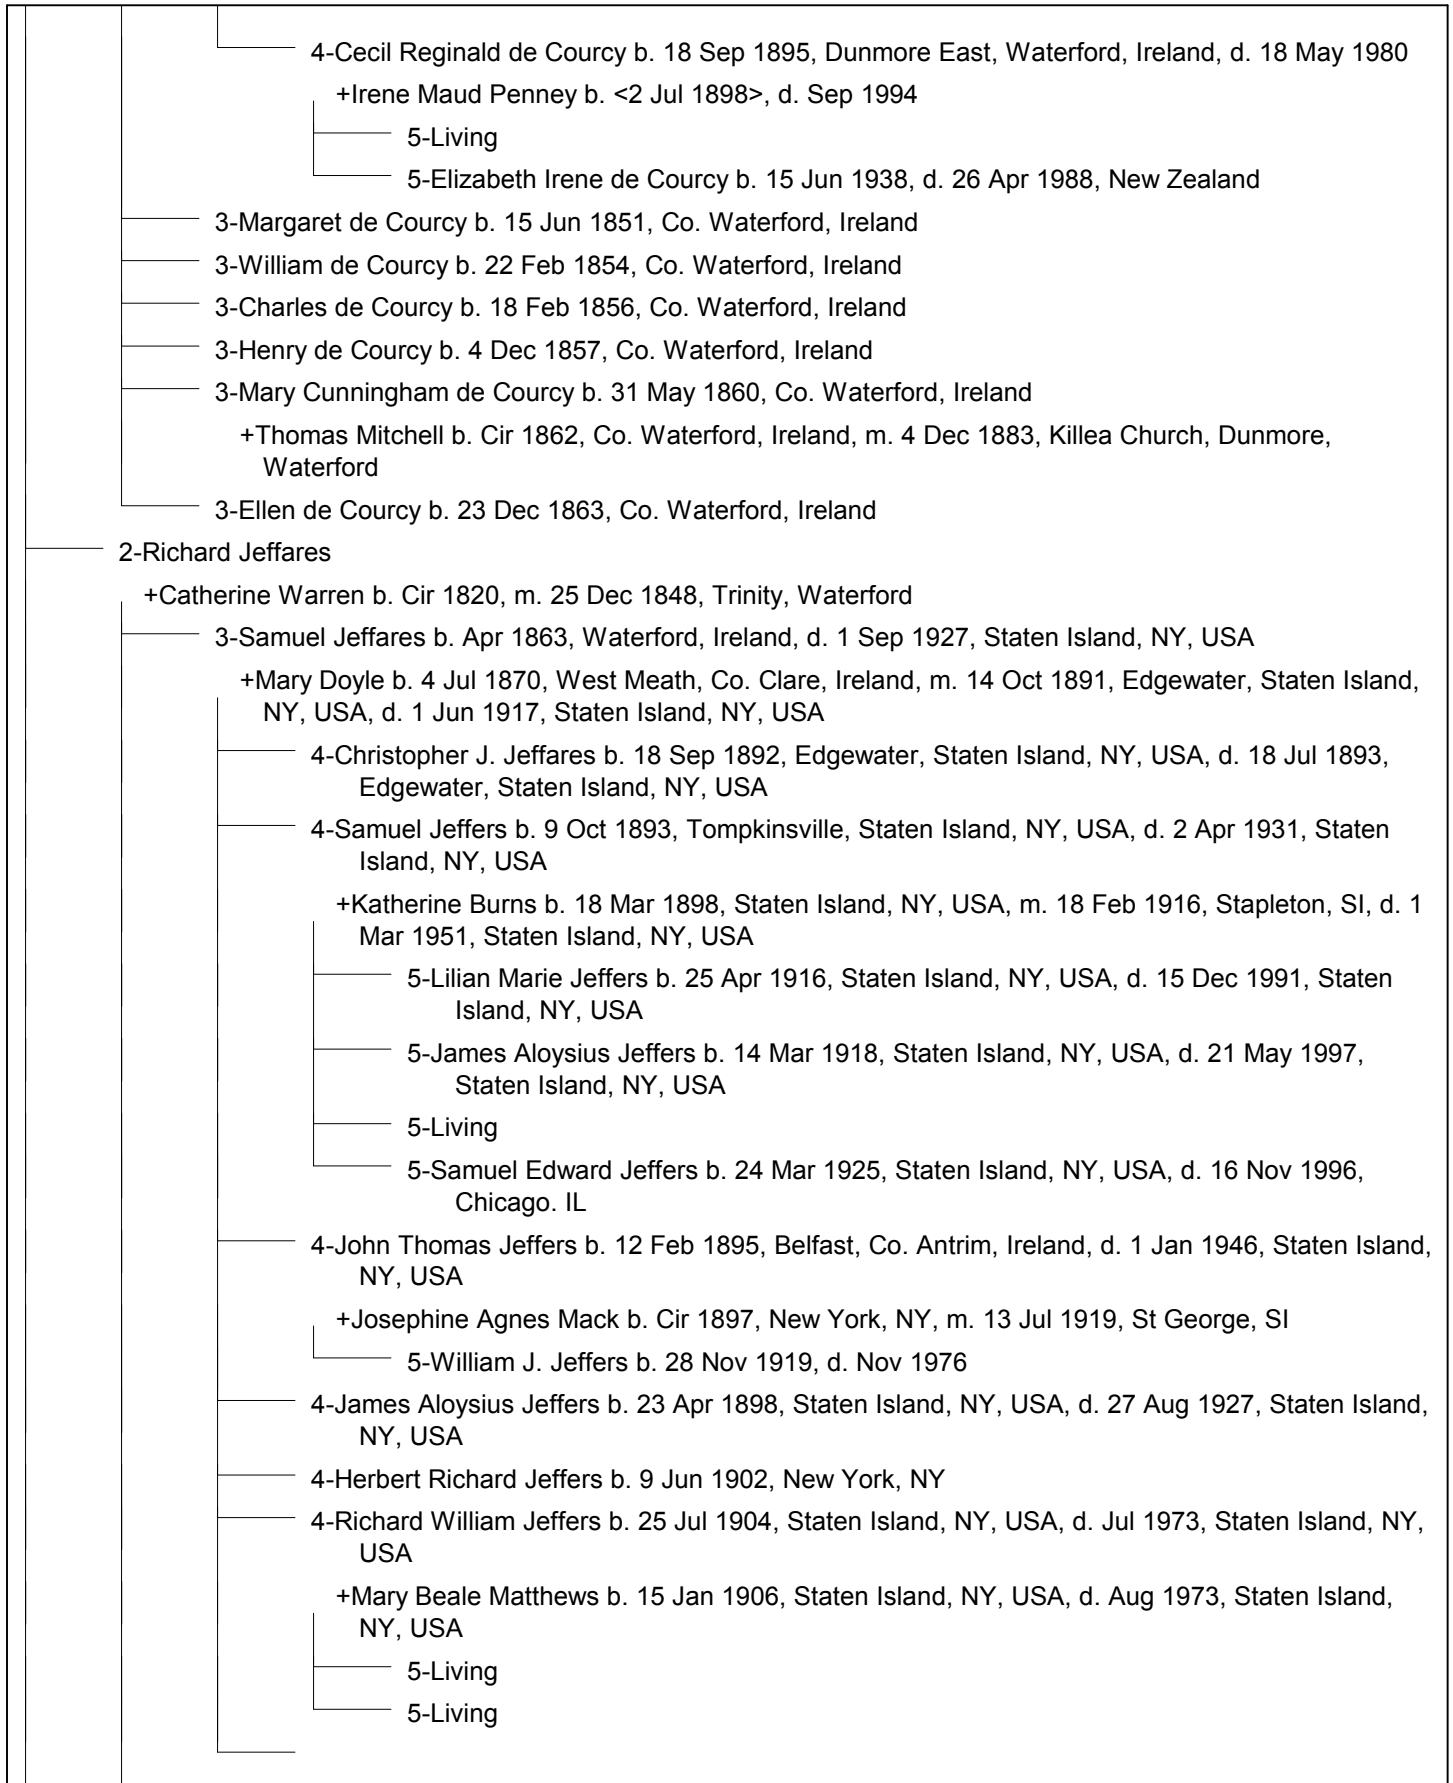 4-Cecil Reginald de Courcy b. 18 Sep 1895, Dunmore East, Waterford, Ireland, d. 18 May 1980
+Irene Maud Penney b. <2 Jul 1898>, d. Sep 1994
5-Living
5-Elizabeth Irene de Courcy b. 15 Jun 1938, d. 26 Apr 1988, New Zealand
3-Margaret de Courcy b. 15 Jun 1851, Co. Waterford, Ireland
3-William de Courcy b. 22 Feb 1854, Co. Waterford, Ireland
3-Charles de Courcy b. 18 Feb 1856, Co. Waterford, Ireland
3-Henry de Courcy b. 4 Dec 1857, Co. Waterford, Ireland
3-Mary Cunningham de Courcy b. 31 May 1860, Co. Waterford, Ireland
+Thomas Mitchell b. Cir 1862, Co. Waterford, Ireland, m. 4 Dec 1883, Killea Church, Dunmore,
Waterford
3-Ellen de Courcy b. 23 Dec 1863, Co. Waterford, Ireland
2-Richard Jeffares
+Catherine Warren b. Cir 1820, m. 25 Dec 1848, Trinity, Waterford
3-Samuel Jeffares b. Apr 1863, Waterford, Ireland, d. 1 Sep 1927, Staten Island, NY, USA
+Mary Doyle b. 4 Jul 1870, West Meath, Co. Clare, Ireland, m. 14 Oct 1891, Edgewater, Staten Island,
NY, USA, d. 1 Jun 1917, Staten Island, NY, USA
4-Christopher J. Jeffares b. 18 Sep 1892, Edgewater, Staten Island, NY, USA, d. 18 Jul 1893,
Edgewater, Staten Island, NY, USA
4-Samuel Jeffers b. 9 Oct 1893, Tompkinsville, Staten Island, NY, USA, d. 2 Apr 1931, Staten
Island, NY, USA
+Katherine Burns b. 18 Mar 1898, Staten Island, NY, USA, m. 18 Feb 1916, Stapleton, SI, d. 1
Mar 1951, Staten Island, NY, USA
5-Lilian Marie Jeffers b. 25 Apr 1916, Staten Island, NY, USA, d. 15 Dec 1991, Staten
Island, NY, USA
5-James Aloysius Jeffers b. 14 Mar 1918, Staten Island, NY, USA, d. 21 May 1997,
Staten Island, NY, USA
5-Living
5-Samuel Edward Jeffers b. 24 Mar 1925, Staten Island, NY, USA, d. 16 Nov 1996,
Chicago. IL
4-John Thomas Jeffers b. 12 Feb 1895, Belfast, Co. Antrim, Ireland, d. 1 Jan 1946, Staten Island,
NY, USA
+Josephine Agnes Mack b. Cir 1897, New York, NY, m. 13 Jul 1919, St George, SI
5-William J. Jeffers b. 28 Nov 1919, d. Nov 1976
4-James Aloysius Jeffers b. 23 Apr 1898, Staten Island, NY, USA, d. 27 Aug 1927, Staten Island,
NY, USA
4-Herbert Richard Jeffers b. 9 Jun 1902, New York, NY
4-Richard William Jeffers b. 25 Jul 1904, Staten Island, NY, USA, d. Jul 1973, Staten Island, NY,
USA
+Mary Beale Matthews b. 15 Jan 1906, Staten Island, NY, USA, d. Aug 1973, Staten Island,
NY, USA
5-Living
5-Living